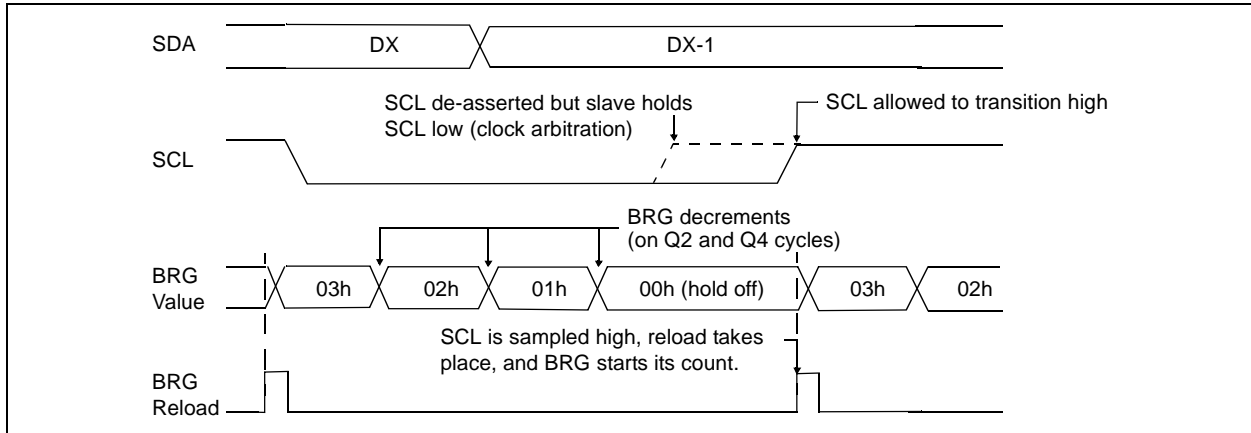 SDA
DX
DX-1
SCL de-asserted but slave holds
SCL low (clock arbitration)
SCL allowed to transition high
SCL
BRG decrements
(on Q2 and Q4 cycles)
BRG
Value
03h
02h
01h
00h (hold off)
03h
02h
SCL is sampled high, reload takes
place, and BRG starts its count.
BRG
Reload